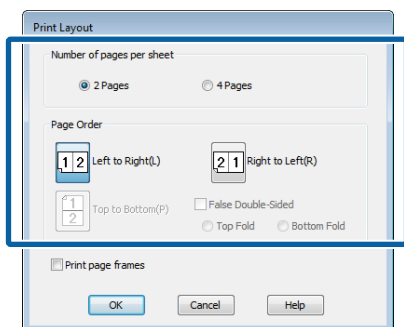 Print Layout
Number of pages per sheet
2 Pages 4 Pages
Page Order
1 2 Left to Right(L) 2 1 Right to Left(R)
1
2 Top to Bottom(P) False Double-Sided
Top Fold Bottom Fold
Print page frames
OK Cancel Help